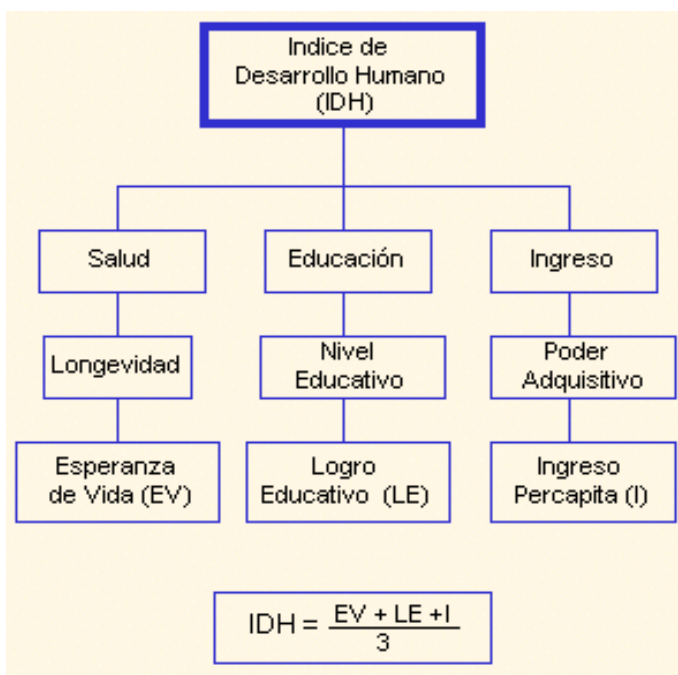 Indice de
Desarrollo Humano
(IDH)
Salud
Educación
Ingreso
Longevidad
Nivel
Educativo
Poder
Adquisitivo
Esperanza
de Vida (EV)
Logro
Educativo (LE)
Ingreso
Percapita (I)
IDH = EV + LE +I
3